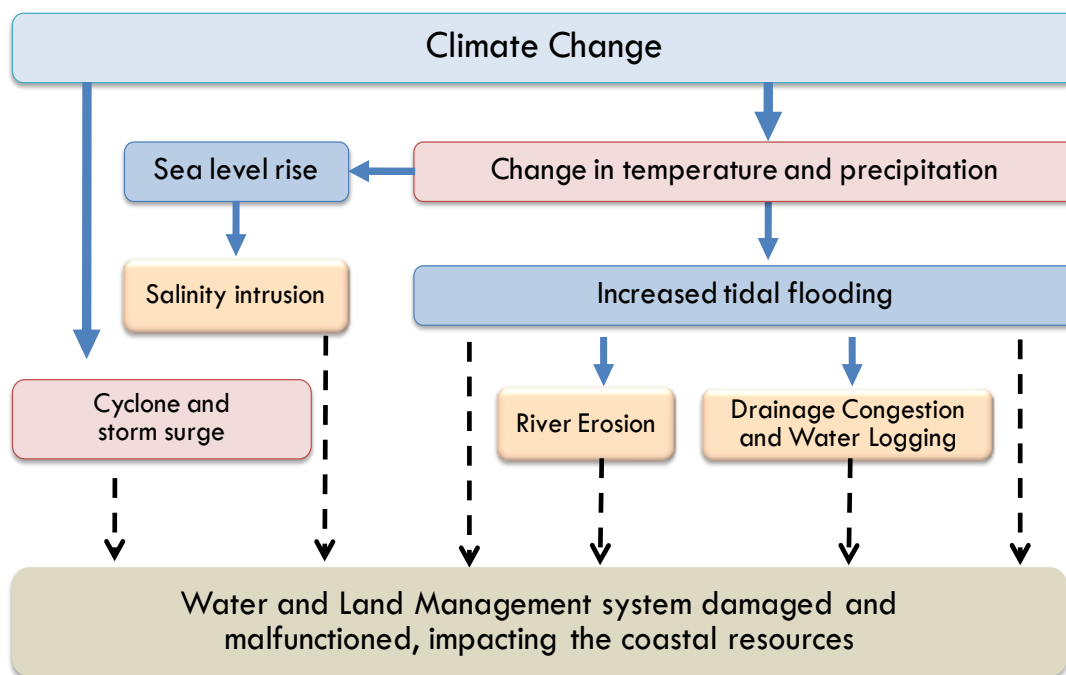 Climate Change
Sea level rise
Change in temperature and precipitation
Salinity intrusion
Increased tidal flooding
Cyclone and
storm surge
River Erosion
Drainage Congestion
and Water Logging
Water and Land Management system damaged and
malfunctioned, impacting the coastal resources